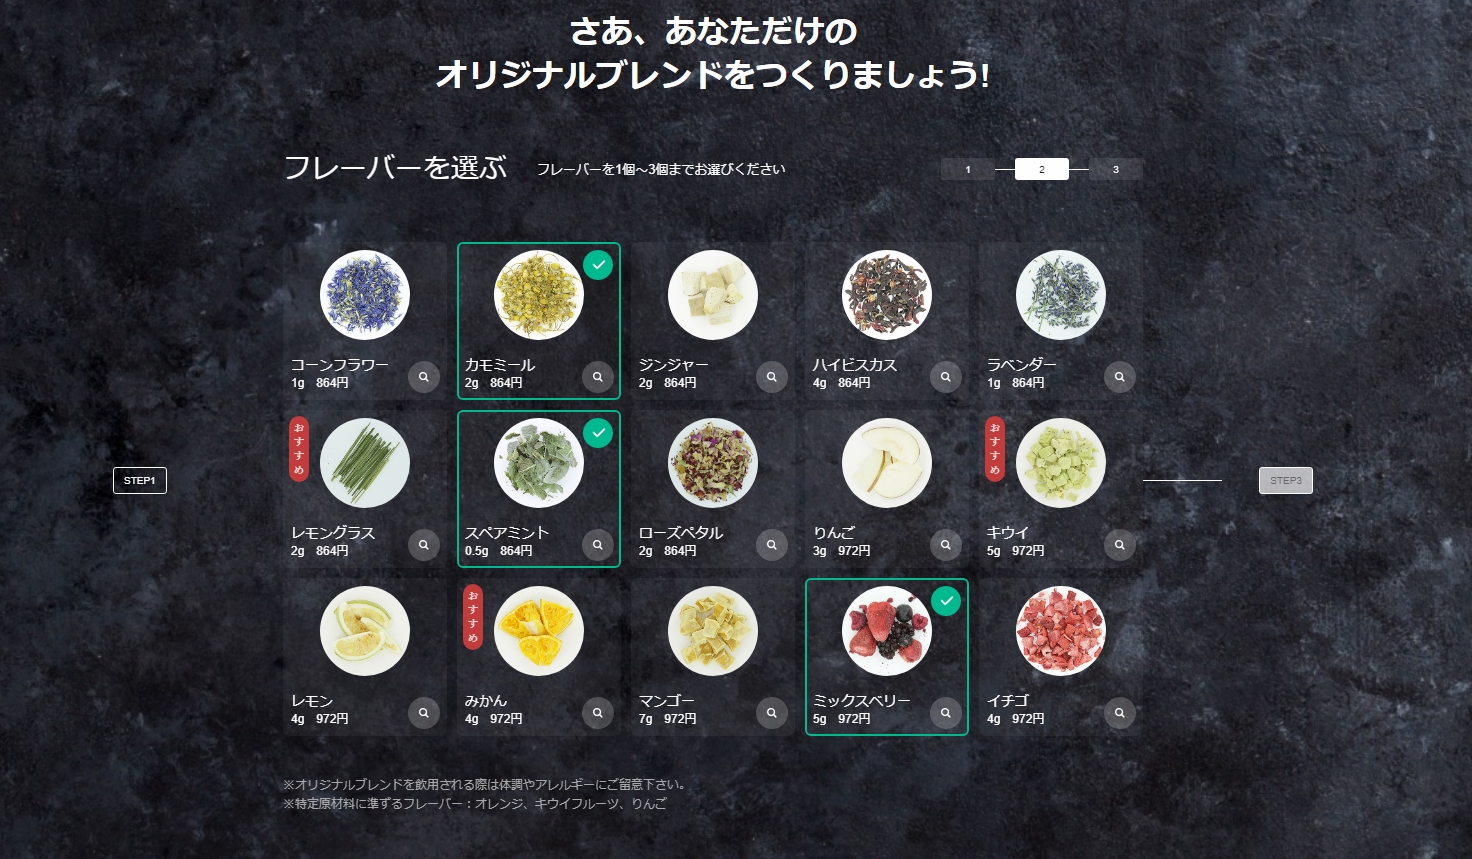 さあ、あなただけの
オリジナルブレンドをつくりましょう!
フレーバーを選ぶ
フレーバーを1個〜3個までお選びください
1
2
3
コーンフラワー
1g 864円
カモミール
2g 864円
ジンジャー
2g 864円
ハイビスカス
4g 864円
ラベンダー
1g 864円
STEP1
おすすめ
レモングラス
2g 864円
スペアミント
0.5g 864円
ローズペタル
2g 864円
りんご
3g 972円
おすすめ
キウイ
5g 972円
STEP3
レモン
4g 972円
おすすめ
みかん
4g 972円
マンゴー
7g 972円
ミックスベリー
5g 972円
イチゴ
4g 972円
※オリジナルブレンドを飲用される際は体調やアレルギーにご留意下さい。
※特定原材料に準ずるフレーバー：オレンジ、キウイフルーツ、りんご